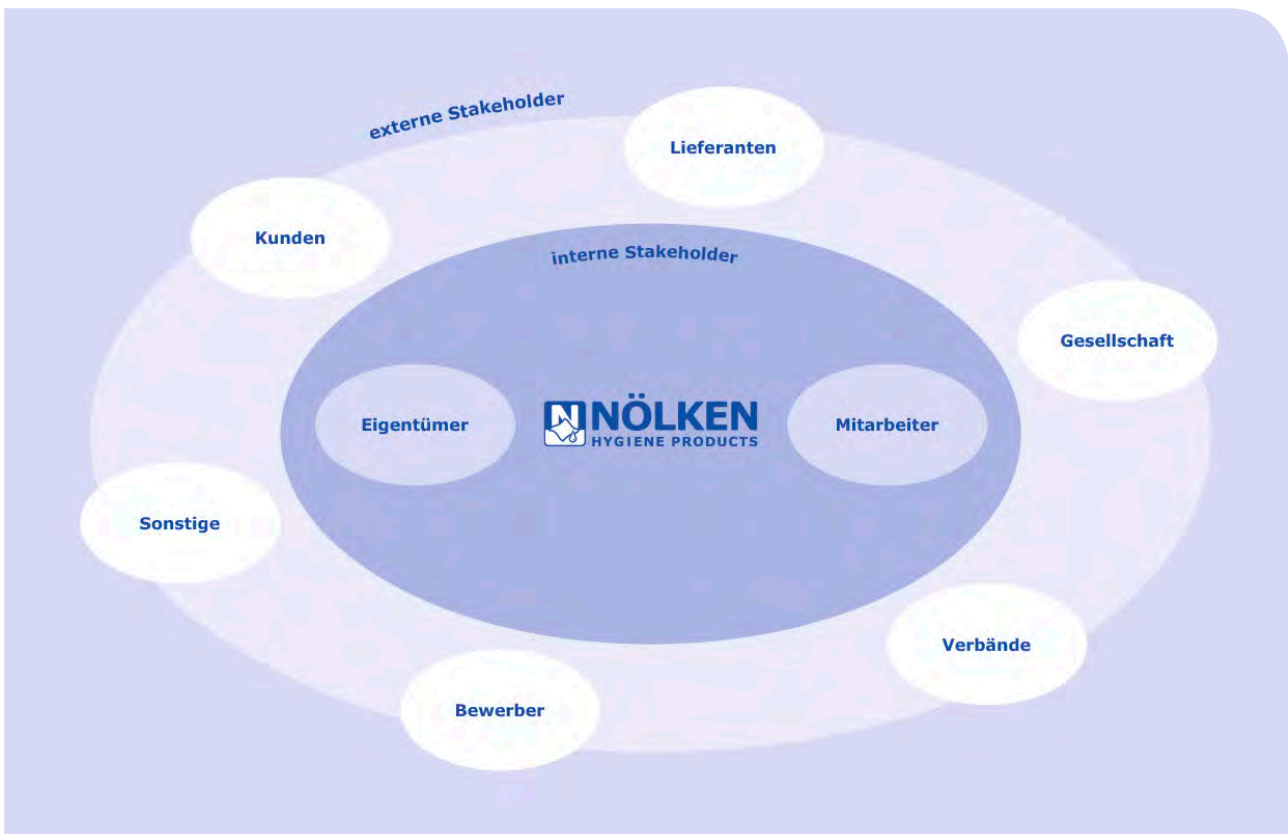 externe Stakeholder
Lieferanten
Kunden
interne Stakeholder
Gesellschaft
Eigentümer
NÖLKEN
HYGIENE PRODUCTS
Mitarbeiter
Sonstige
Verbände
Bewerber